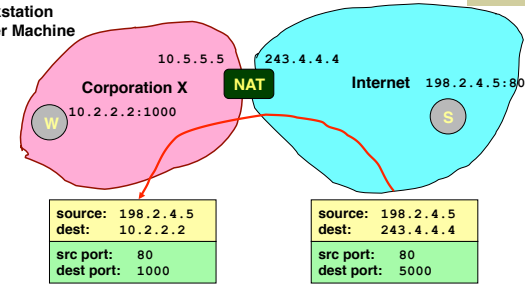 kstation
er Machine
10.5.5.5
243.4.4.4
Corporation X
NAT
Internet
198.2.4.5:80
W
10.2.2.2:1000
S
source: 198.2.4.5
dest: 10.2.2.2
src port: 80
dest port: 1000
source: 198.2.4.5
dest: 243.4.4.4
src port: 80
dest port: 5000